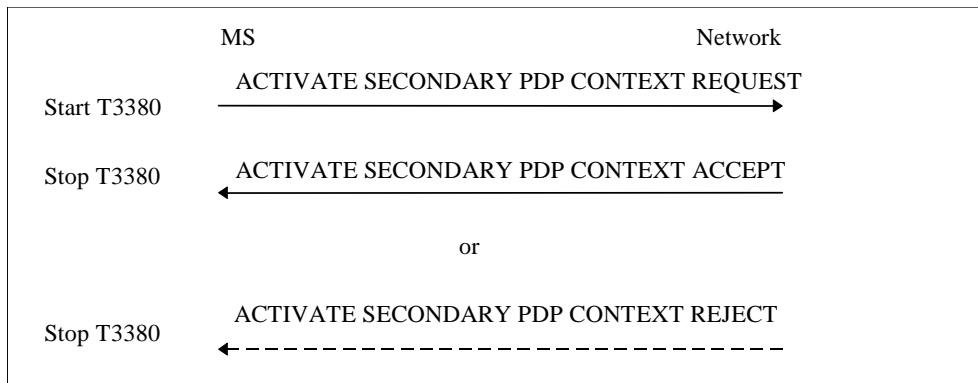 MS Network
ACTIVATE SECONDARY PDP CONTEXT REQUEST
Start T3380
ACTIVATE SECONDARY PDP CONTEXT ACCEPT
Stop T3380
or
ACTIVATE SECONDARY PDP CONTEXT REJECT
Stop T3380